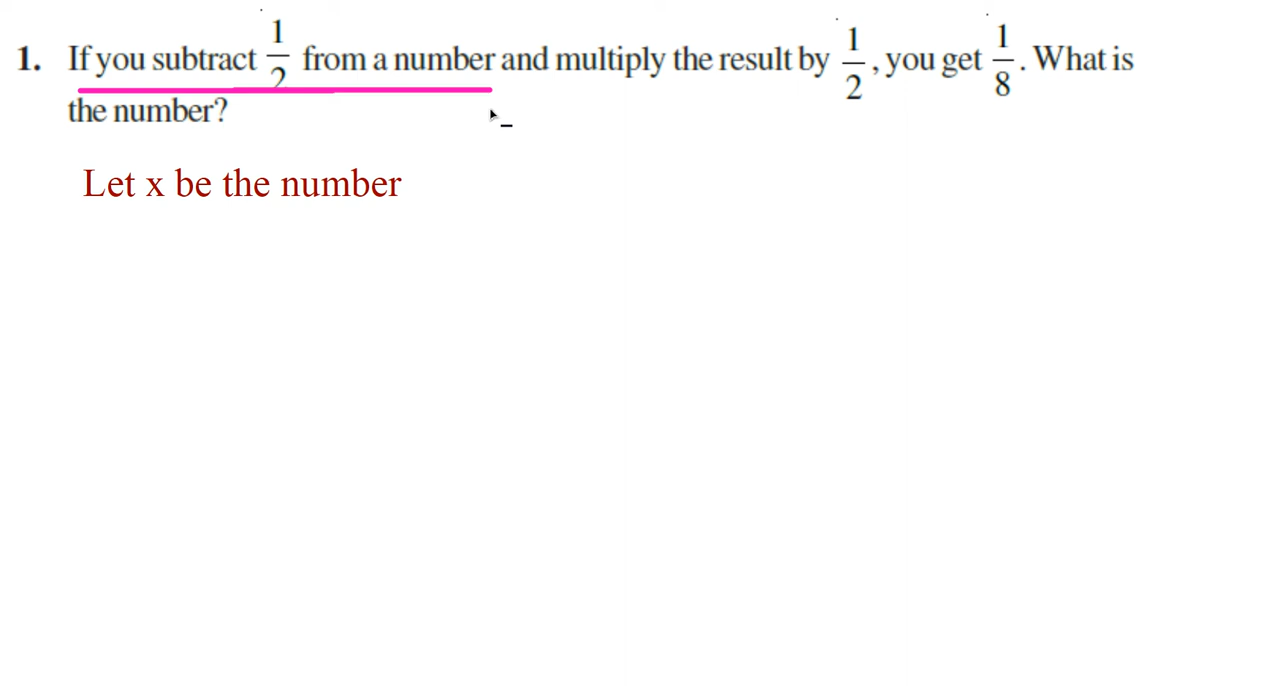 1. If you subtract 1/2 from a number and multiply the result by 1/2, you get 1/8. What is
the number?
Let x be the number